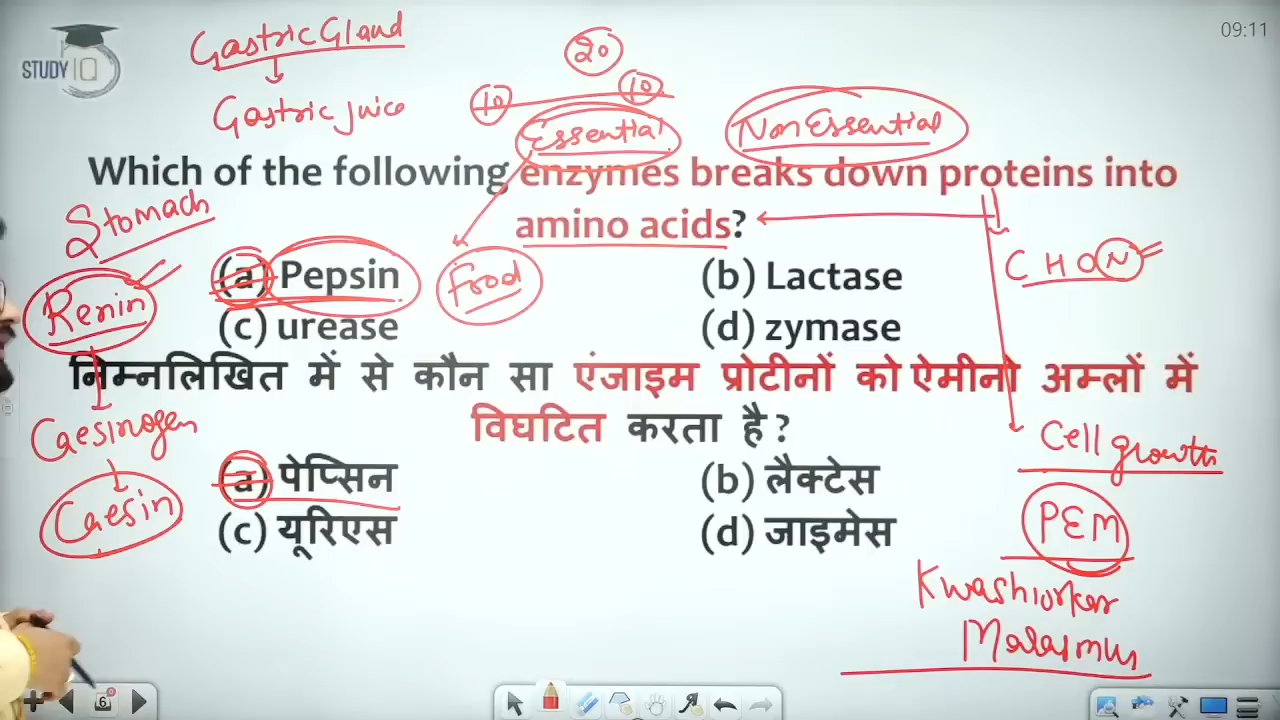 STUDY IQ
09:11
Gastric Gland
Gastric juice
20
10
10
Essential
Non Essential
Which of the following enzymes breaks down proteins into
amino acids?
Stomach
Renin
Caesinogen
Caesin
(a) Pepsin
Food
(b) Lactase
C H O N
(c) urease
(d) zymase
निम्नलिखित में से कौन सा एंजाइम प्रोटीनों को ऐमीनो अम्लों में
विघटित करता है?
Cell growth
(a) पेप्सिन
(b) लैक्टेस
(c) यूरिएस
(d) जाइमेस
PEM
Kwashiorkar
Marasmus
6